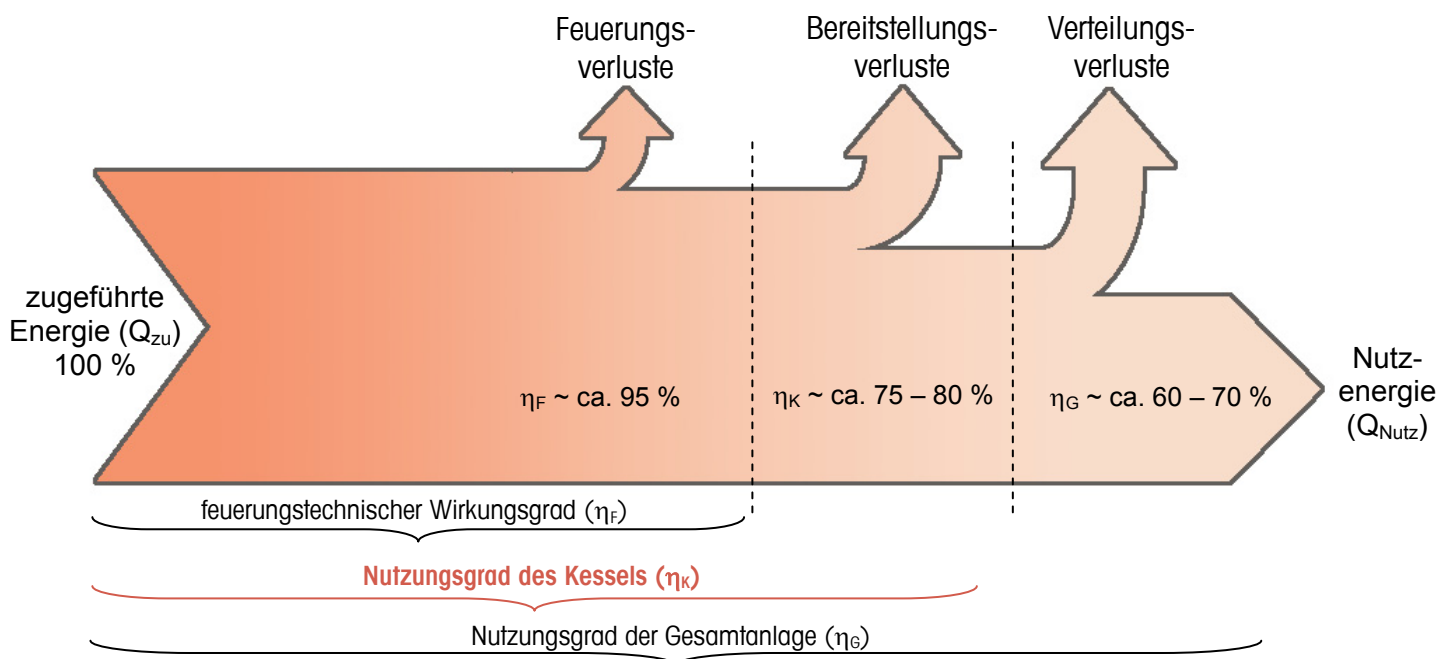 Feuerungs-
verluste
Bereitstellungs-
verluste
Verteilungs-
verluste
zugeführte
Energie (Qzu)
100 %
ηF ~ ca. 95 %
ηK ~ ca. 75 – 80 %
ηG ~ ca. 60 – 70 %
Nutz-
energie
(QNutz)
feuerungstechnischer Wirkungsgrad (ηF)
Nutzungsgrad des Kessels (ηK)
Nutzungsgrad der Gesamtanlage (ηG)